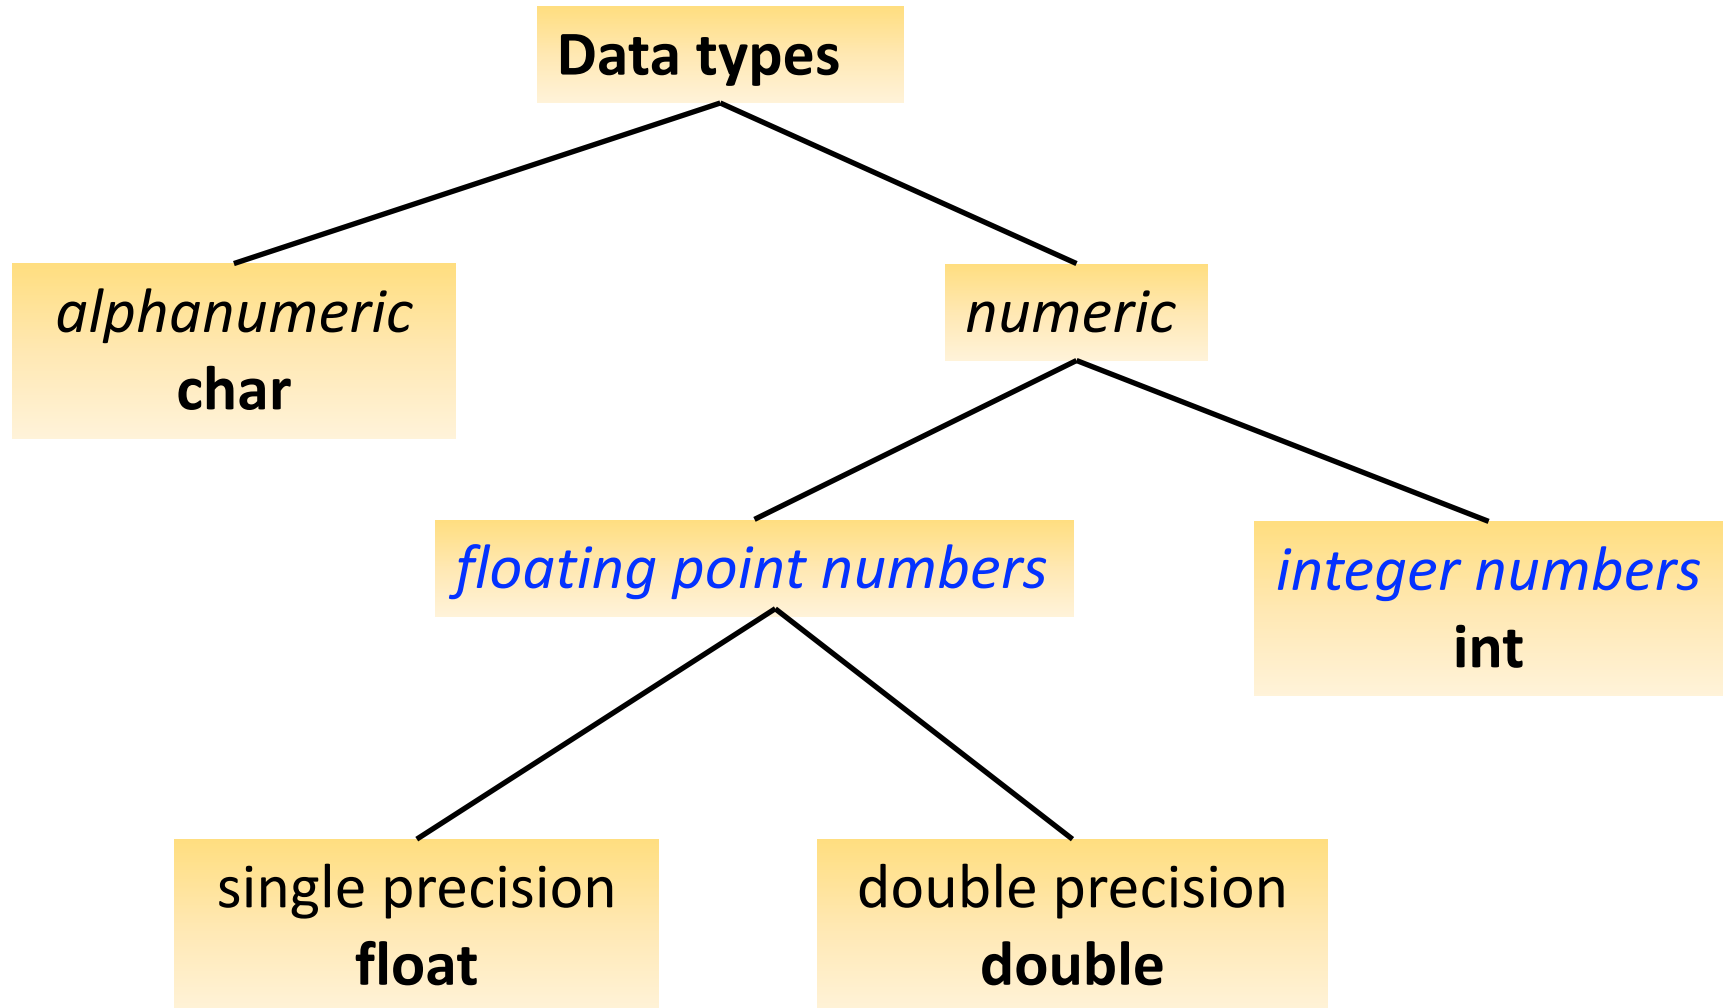 Data types
alphanumeric
char
numeric
floating point numbers
integer numbers
int
single precision
float
double precision
double